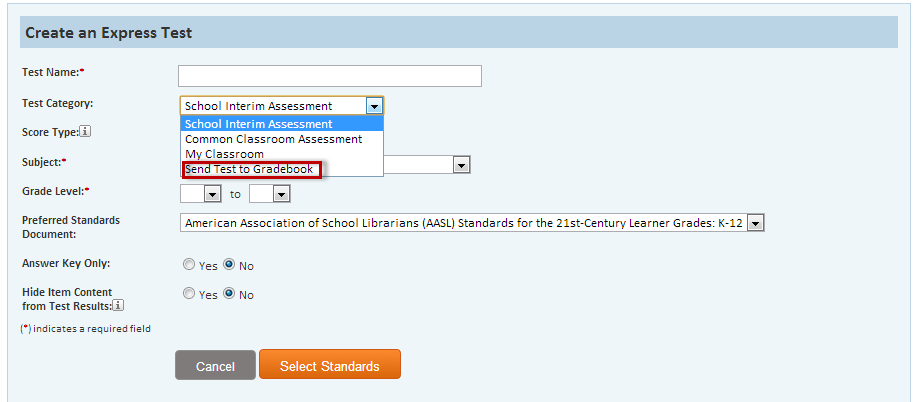 Create an Express Test
Test Name:*
Test Category:
School Interim Assessment
School Interim Assessment
Common Classroom Assessment
My Classroom
Send Test to Gradebook
Score Type: i
Subject:*
Grade Level:*
to
Preferred Standards
Document:
American Association of School Librarians (AASL) Standards for the 21st-Century Learner Grades: K-12
Answer Key Only:
Yes No
Hide Item Content
from Test Results: i
Yes No
(*) indicates a required field
Cancel
Select Standards